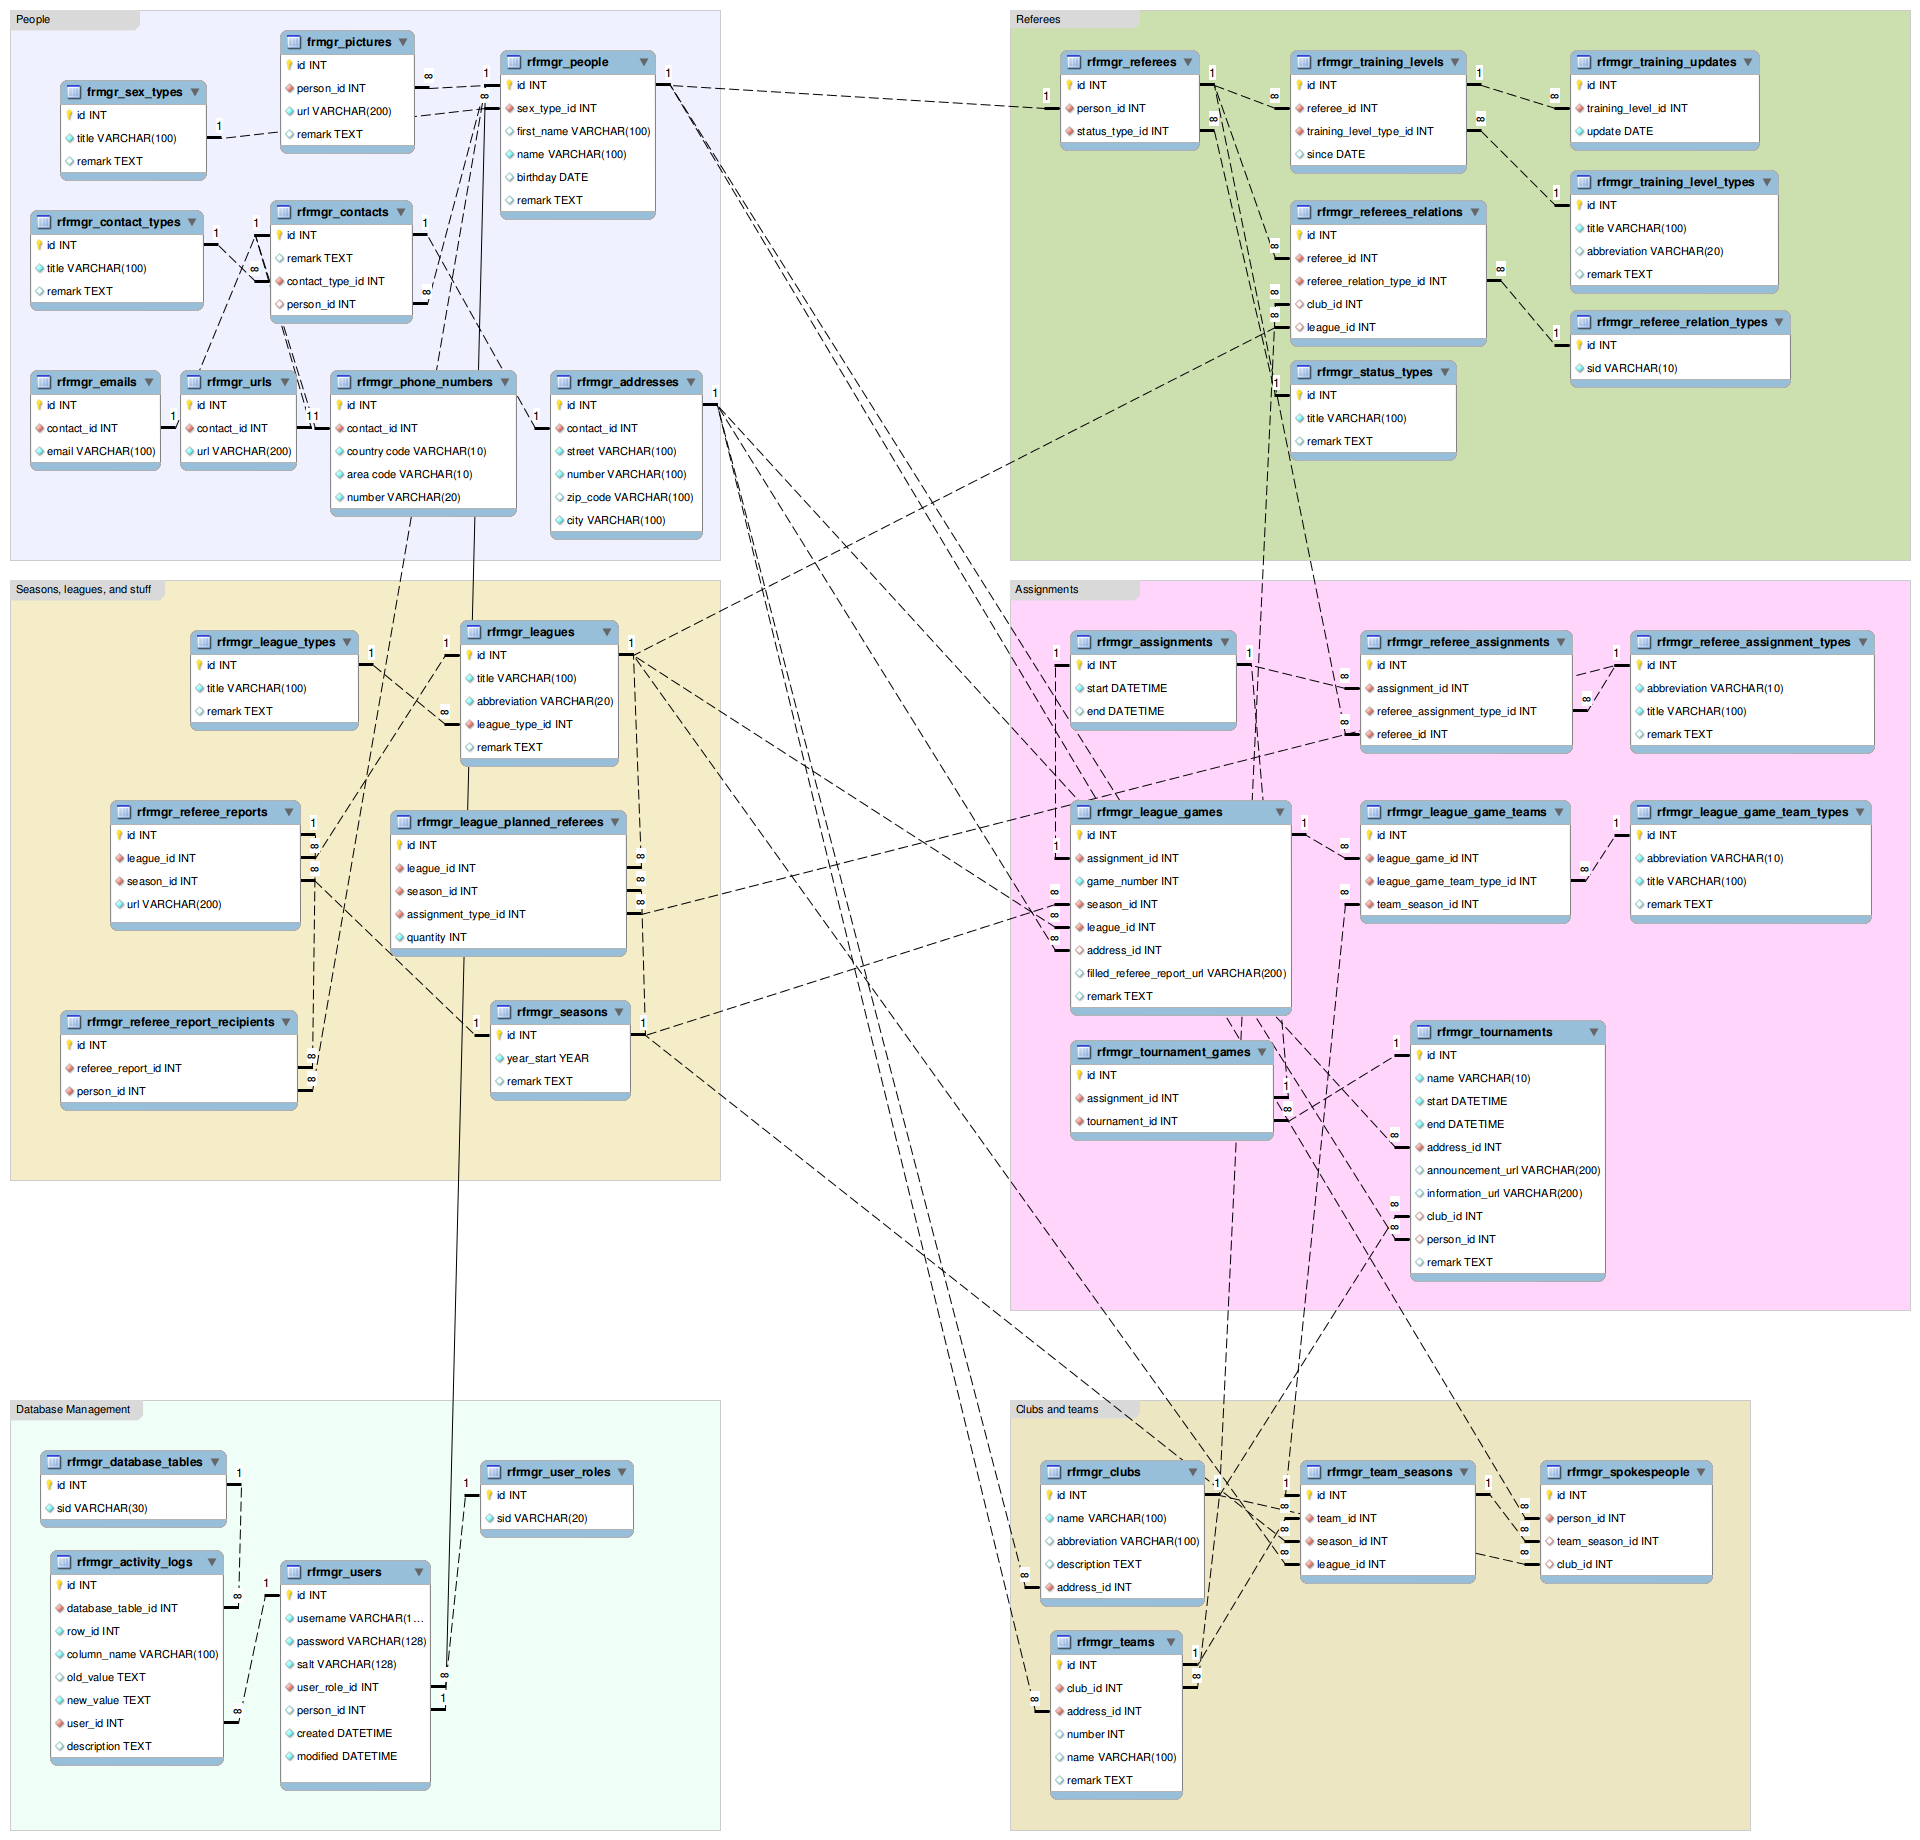 People
frmgr_pictures
id INT
person_id INT
url VARCHAR(200)
remark TEXT
rfrmgr_people
id INT
sex_type_id INT
first_name VARCHAR(100)
name VARCHAR(100)
birthday DATE
remark TEXT
frmgr_sex_types
id INT
title VARCHAR(100)
remark TEXT
rfrmgr_contact_types
id INT
title VARCHAR(100)
remark TEXT
rfrmgr_contacts
id INT
remark TEXT
contact_type_id INT
person_id INT
rfrmgr_emails
id INT
contact_id INT
email VARCHAR(100)
rfrmgr_urls
id INT
contact_id INT
url VARCHAR(200)
rfrmgr_phone_numbers
id INT
contact_id INT
country code VARCHAR(10)
area code VARCHAR(10)
number VARCHAR(20)
rfrmgr_addresses
id INT
contact_id INT
street VARCHAR(100)
number VARCHAR(100)
zip_code VARCHAR(100)
city VARCHAR(100)
Referees
rfrmgr_referees
id INT
person_id INT
status_type_id INT
rfrmgr_training_levels
id INT
referee_id INT
training_level_type_id INT
since DATE
rfrmgr_training_updates
id INT
training_level_id INT
update DATE
rfrmgr_training_level_types
id INT
title VARCHAR(100)
abbreviation VARCHAR(20)
remark TEXT
rfrmgr_referees_relations
id INT
referee_id INT
referee_relation_type_id INT
club_id INT
league_id INT
rfrmgr_referee_relation_types
id INT
sid VARCHAR(10)
rfrmgr_status_types
id INT
title VARCHAR(100)
remark TEXT
Seasons, leagues, and stuff
rfrmgr_league_types
id INT
title VARCHAR(100)
remark TEXT
rfrmgr_leagues
id INT
title VARCHAR(100)
abbreviation VARCHAR(20)
league_type_id INT
remark TEXT
rfrmgr_referee_reports
id INT
league_id INT
season_id INT
url VARCHAR(200)
rfrmgr_league_planned_referees
id INT
league_id INT
season_id INT
assignment_type_id INT
quantity INT
rfrmgr_referee_report_recipients
id INT
referee_report_id INT
person_id INT
rfrmgr_seasons
id INT
year_start YEAR
remark TEXT
Assignments
rfrmgr_assignments
id INT
start DATETIME
end DATETIME
rfrmgr_referee_assignments
id INT
assignment_id INT
referee_assignment_type_id INT
referee_id INT
rfrmgr_referee_assignment_types
id INT
abbreviation VARCHAR(10)
title VARCHAR(100)
remark TEXT
rfrmgr_league_games
id INT
assignment_id INT
game_number INT
season_id INT
league_id INT
address_id INT
filled_referee_report_url VARCHAR(200)
remark TEXT
rfrmgr_league_game_teams
id INT
league_game_id INT
league_game_team_type_id INT
team_season_id INT
rfrmgr_league_game_team_types
id INT
abbreviation VARCHAR(10)
title VARCHAR(100)
remark TEXT
rfrmgr_tournament_games
id INT
assignment_id INT
tournament_id INT
rfrmgr_tournaments
id INT
name VARCHAR(10)
start DATETIME
end DATETIME
address_id INT
announcement_url VARCHAR(200)
information_url VARCHAR(200)
club_id INT
person_id INT
remark TEXT
Database Management
rfrmgr_database_tables
id INT
sid VARCHAR(30)
rfrmgr_user_roles
id INT
sid VARCHAR(20)
rfrmgr_activity_logs
id INT
database_table_id INT
row_id INT
column_name VARCHAR(100)
old_value TEXT
new_value TEXT
user_id INT
description TEXT
rfrmgr_users
id INT
username VARCHAR(1...
password VARCHAR(128)
salt VARCHAR(128)
user_role_id INT
person_id INT
created DATETIME
modified DATETIME
Clubs and teams
rfrmgr_clubs
id INT
name VARCHAR(100)
abbreviation VARCHAR(100)
description TEXT
address_id INT
rfrmgr_team_seasons
id INT
team_id INT
season_id INT
league_id INT
rfrmgr_spokespeople
id INT
person_id INT
team_season_id INT
club_id INT
rfrmgr_teams
id INT
club_id INT
address_id INT
number INT
name VARCHAR(100)
remark TEXT